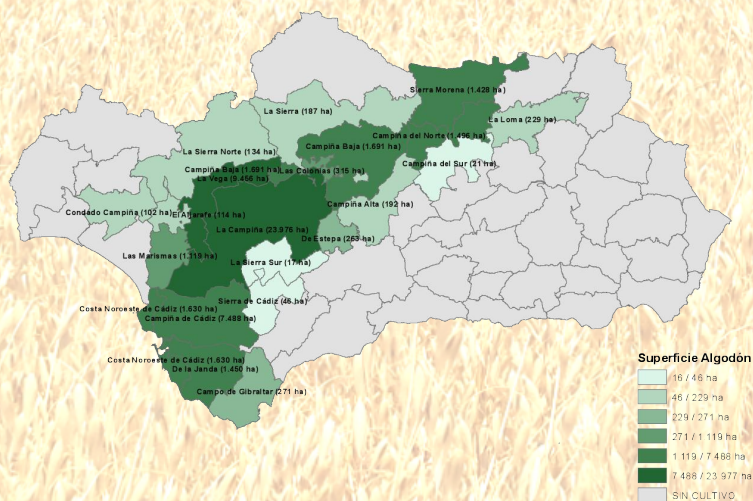 Sierra Morena (1.428 ha)
La Sierra (187 ha)
La Loma (229 ha)
Campiña del Norte (1.496 ha)
Campiña Baja (1.691 ha)
La Sierra Norte (134 ha)
Campiña del Sur (21 ha)
Campiña Baja (1.691 ha)
Las Colonias (315 ha)
La Vega (9.456 ha)
Campiña Alta (192 ha)
Condado Campiña (102 ha)
El Aljarafe (114 ha)
La Campiña (23.976 ha)
De Estepa (263 ha)
Las Marismas (1.119 ha)
La Sierra Sur (17 ha)
Sierra de Cádiz (46 ha)
Costa Noroeste de Cádiz (1.630 ha)
Campiña de Cádiz (7.488 ha)
Costa Noroeste de Cádiz (1.630 ha)
De la Janda (1.450 ha)
Campo de Gibraltar (271 ha)
Superficie Algodón
16 / 46 ha
46 / 229 ha
229 / 271 ha
271 / 1 119 ha
1 119 / 7 488 ha
7 488 / 23 977 ha
SIN CULTIVO